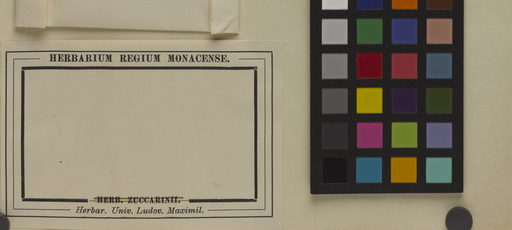 HERBARIUM REGIUM MONACENSE.
HERB. ZUCCARINII.
Herbar. Univ. Ludov. Maximil.